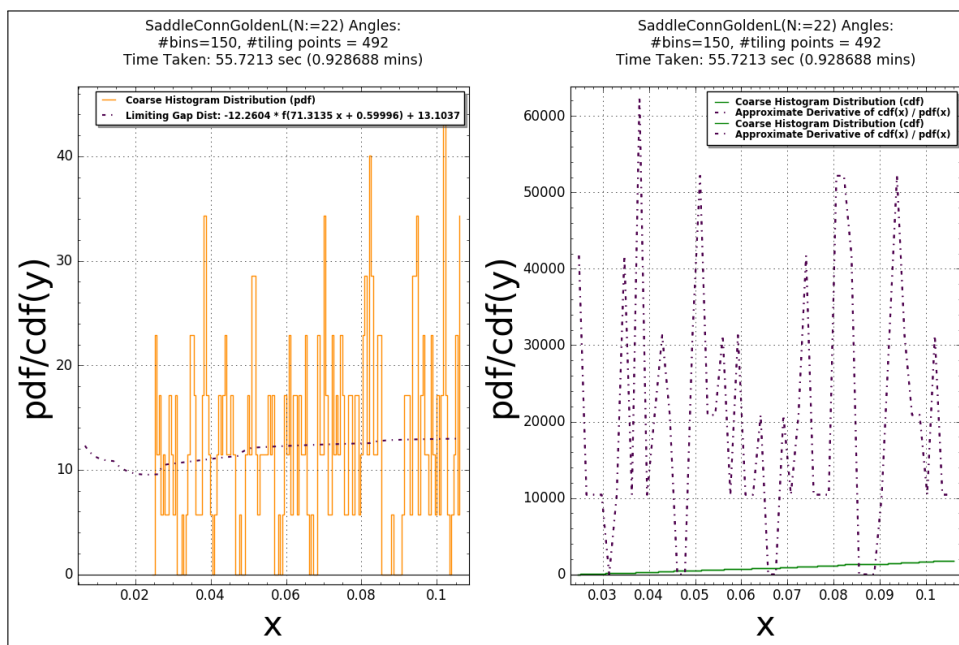 SaddleConnGoldenL(N:=22) Angles:
#bins=150, #tiling points = 492
Time Taken: 55.7213 sec (0.928688 mins)
Coarse Histogram Distribution (pdf)
Limiting Gap Dist: -12.2604 * f(71.3135 x + 0.59996) + 13.1037
pdf/cdf(y)
40
30
20
10
0
0.02
0.04
0.06
0.08
0.1
x
SaddleConnGoldenL(N:=22) Angles:
#bins=150, #tiling points = 492
Time Taken: 55.7213 sec (0.928688 mins)
Coarse Histogram Distribution (cdf)
Approximate Derivative of cdf(x) / pdf(x)
Coarse Histogram Distribution (cdf)
Approximate Derivative of cdf(x) / pdf(x)
pdf/cdf(y)
60000
50000
40000
30000
20000
10000
0
0.03
0.04
0.05
0.06
0.07
0.08
0.09
0.1
x